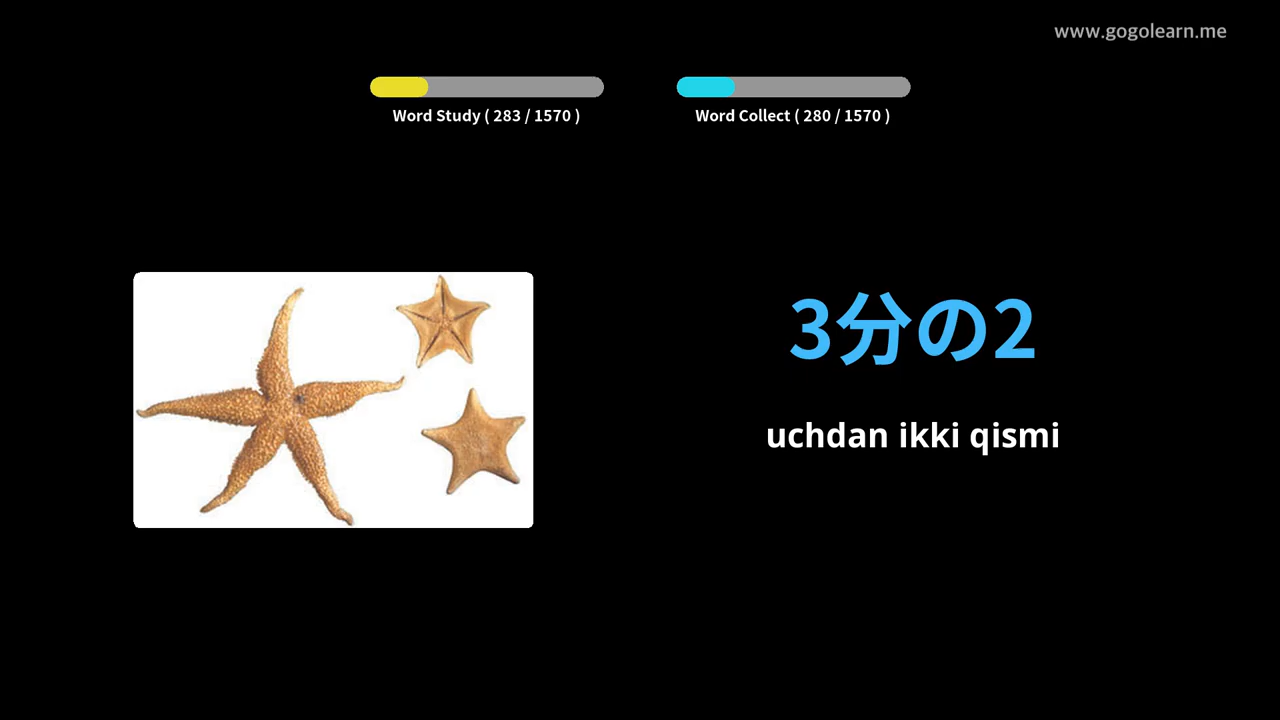 www.gogolearn.me
Word Study ( 283 / 1570 )
Word Collect ( 280 / 1570 )
3分の2
uchdan ikki qismi